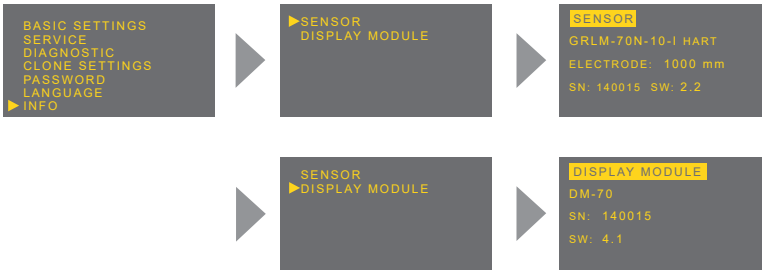 BASIC SETTINGS
SERVICE
DIAGNOSTIC
CLONE SETTINGS
PASSWORD
LANGUAGE
INFO
SENSOR
DISPLAY MODULE
SENSOR
GRLM-70N-10-I HART
ELECTRODE: 1000 mm
SN: 140015 SW: 2.2
SENSOR
DISPLAY MODULE
DISPLAY MODULE
DM-70
SN: 140015
SW: 4.1